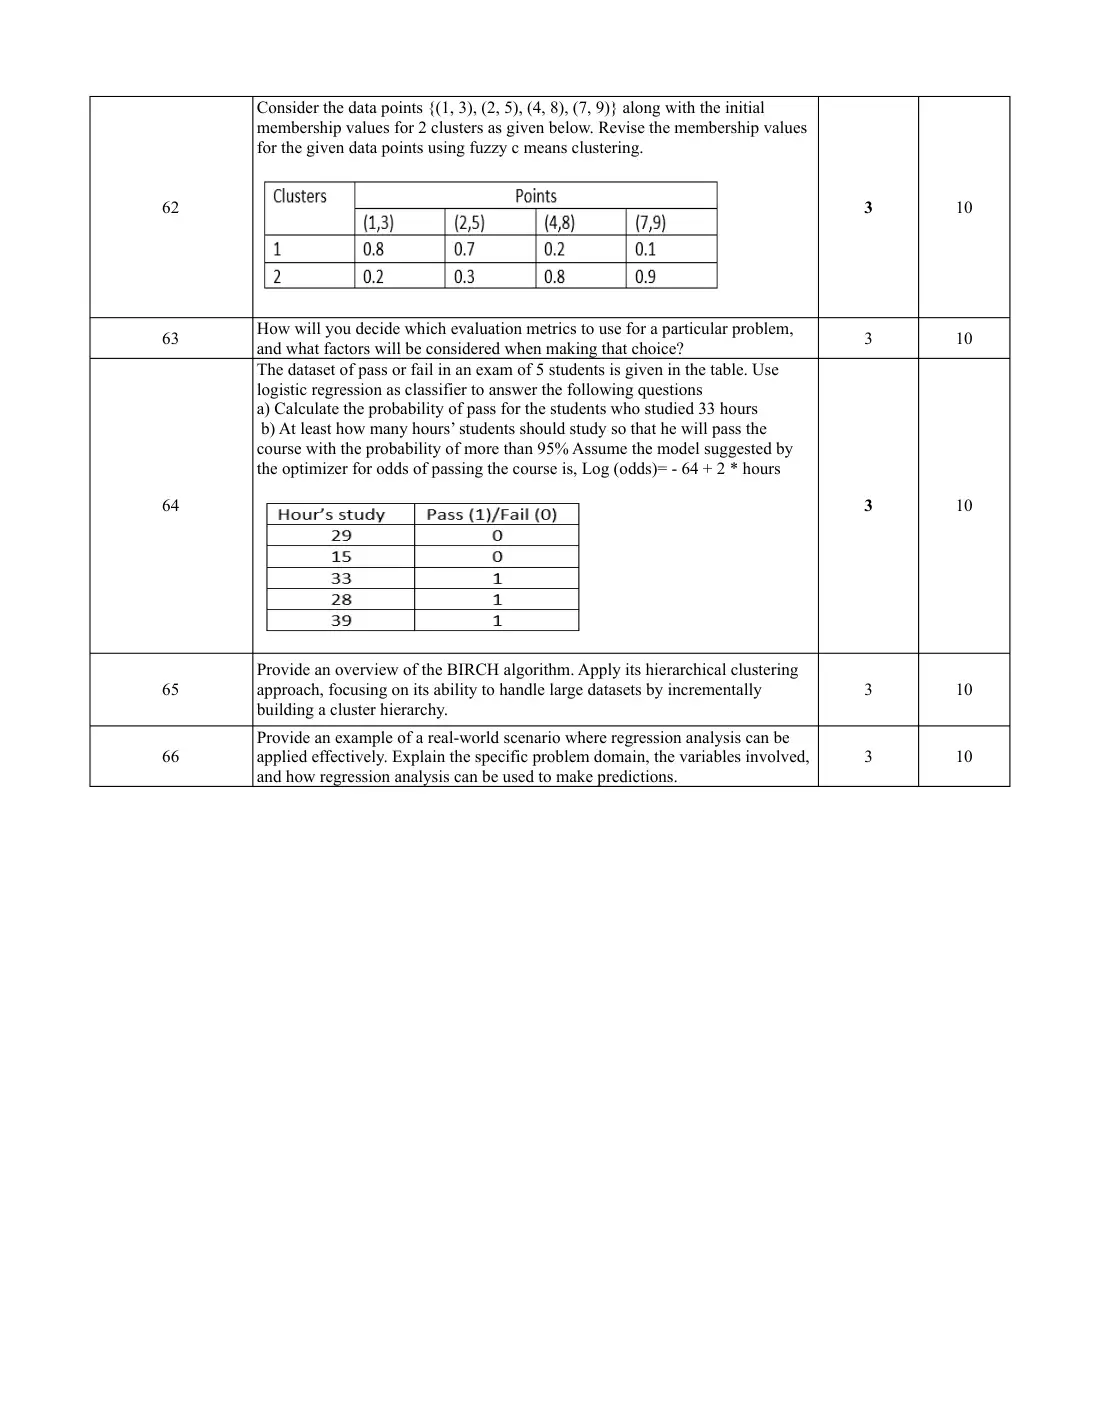 62
Consider the data points {(1, 3), (2, 5), (4, 8), (7, 9)} along with the initial
membership values for 2 clusters as given below. Revise the membership values
for the given data points using fuzzy c means clustering.
Clusters Points
(1,3) (2,5) (4,8) (7,9)
1 0.8 0.7 0.2 0.1
2 0.2 0.3 0.8 0.9
3
10
63
How will you decide which evaluation metrics to use for a particular problem,
and what factors will be considered when making that choice?
3
10
64
The dataset of pass or fail in an exam of 5 students is given in the table. Use
logistic regression as classifier to answer the following questions
a) Calculate the probability of pass for the students who studied 33 hours
b) At least how many hours’ students should study so that he will pass the
course with the probability of more than 95% Assume the model suggested by
the optimizer for odds of passing the course is, Log (odds)= - 64 + 2 * hours
Hour’s study Pass (1)/Fail (0)
29 0
15 0
33 1
28 1
39 1
3
10
65
Provide an overview of the BIRCH algorithm. Apply its hierarchical clustering
approach, focusing on its ability to handle large datasets by incrementally
building a cluster hierarchy.
3
10
66
Provide an example of a real-world scenario where regression analysis can be
applied effectively. Explain the specific problem domain, the variables involved,
and how regression analysis can be used to make predictions.
3
10